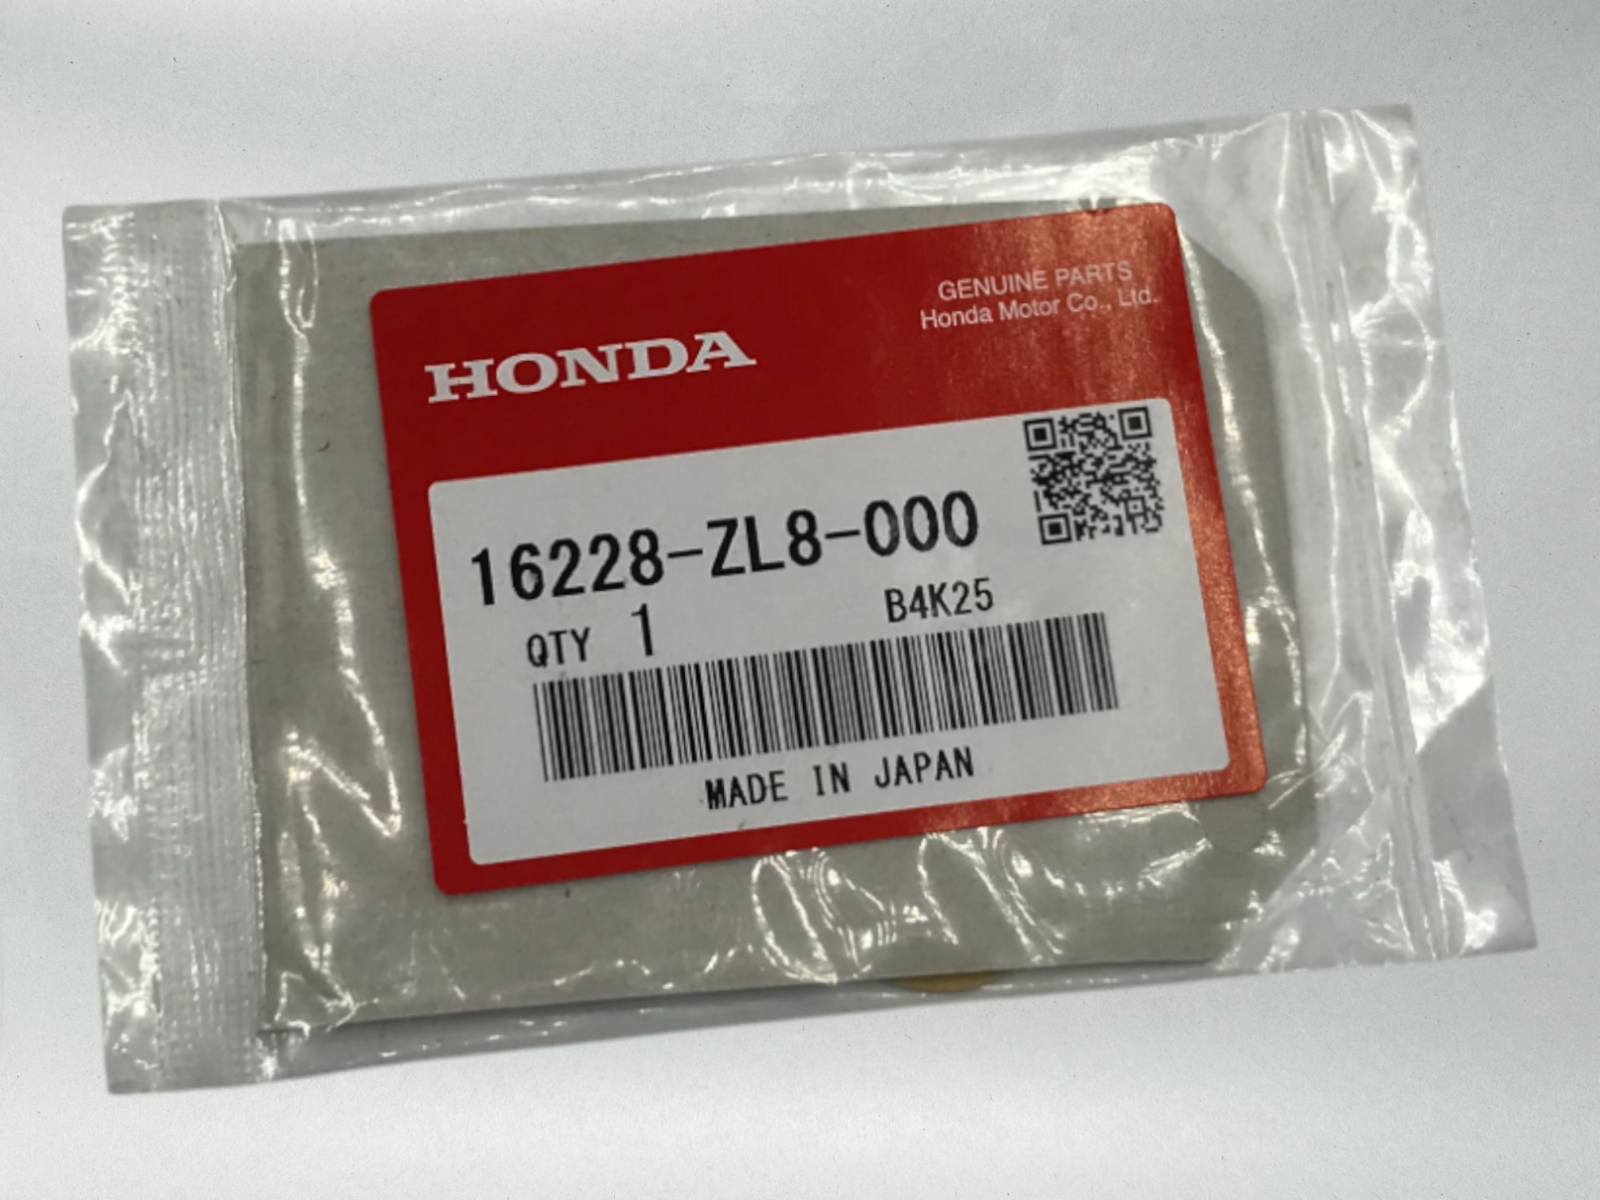 GENUINE PARTS
Honda Motor Co., Ltd.
HONDA
16228-ZL8-000
QTY 1 B4K25
MADE IN JAPAN